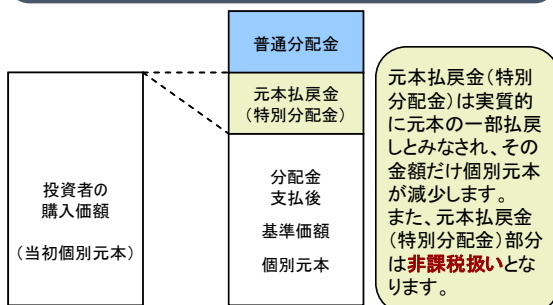 普通分配金
元本払戻金
（特別分配金）
投資者の
購入価額
（当初個別元本）
分配金
支払後
基準価額
個別元本
元本払戻金（特別
分配金）は実質的
に元本の一部払戻
しとみなされ、その
金額だけ個別元本
が減少します。
また、元本払戻金
（特別分配金）部分
は非課税扱いとな
ります。